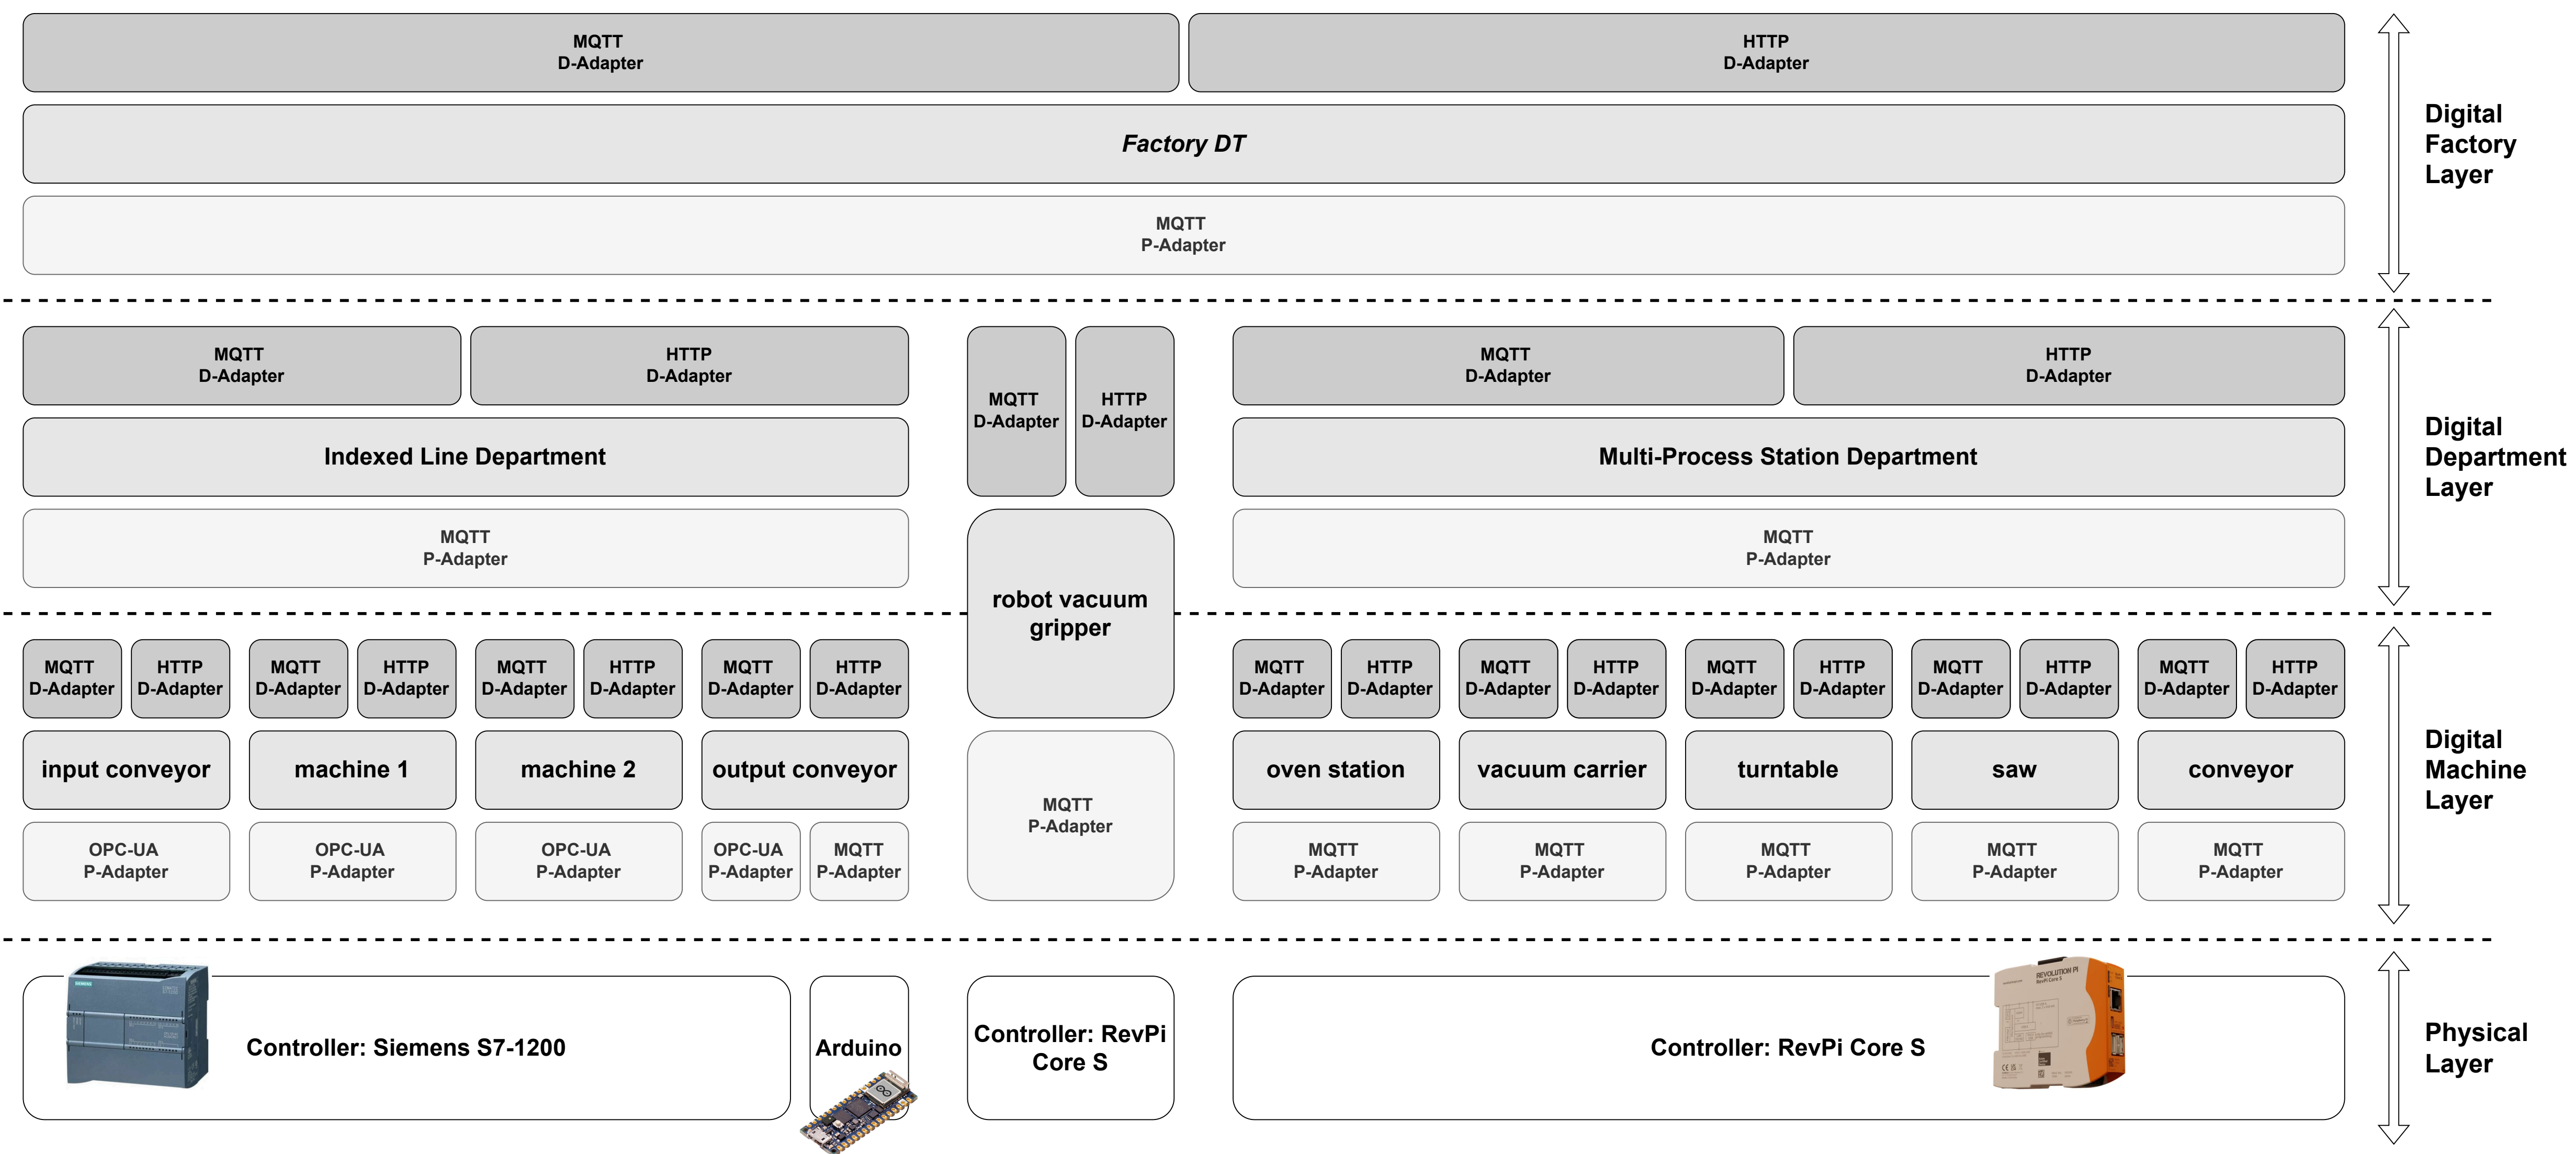 MQTT
D-Adapter
HTTP
D-Adapter
Factory DT
MQTT
P-Adapter
Digital
Factory
Layer
MQTT
D-Adapter
HTTP
D-Adapter
Indexed Line Department
MQTT
P-Adapter
MQTT
D-Adapter
HTTP
D-Adapter
robot vacuum
gripper
MQTT
P-Adapter
MQTT
D-Adapter
HTTP
D-Adapter
Multi-Process Station Department
MQTT
P-Adapter
Digital
Department
Layer
MQTT
D-Adapter
HTTP
D-Adapter
MQTT
D-Adapter
HTTP
D-Adapter
MQTT
D-Adapter
HTTP
D-Adapter
MQTT
D-Adapter
HTTP
D-Adapter
input conveyor
machine 1
machine 2
output conveyor
OPC-UA
P-Adapter
OPC-UA
P-Adapter
OPC-UA
P-Adapter
OPC-UA
P-Adapter
MQTT
P-Adapter
MQTT
D-Adapter
HTTP
D-Adapter
MQTT
D-Adapter
HTTP
D-Adapter
MQTT
D-Adapter
HTTP
D-Adapter
MQTT
D-Adapter
HTTP
D-Adapter
MQTT
D-Adapter
HTTP
D-Adapter
oven station
vacuum carrier
turntable
saw
conveyor
MQTT
P-Adapter
MQTT
P-Adapter
MQTT
P-Adapter
MQTT
P-Adapter
MQTT
P-Adapter
Digital
Machine
Layer
SIEMENS
Controller: Siemens S7-1200
Arduino
Controller: RevPi
Core S
Controller: RevPi Core S
REVOLUTION PI
RevPi Core S
Physical
Layer